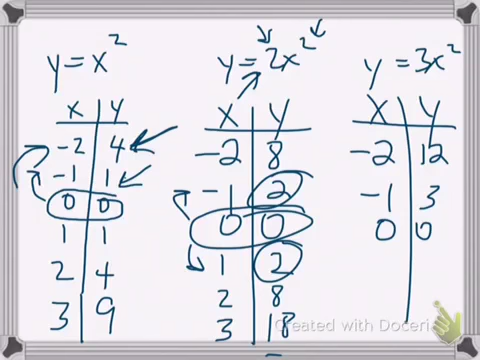 y = x²
x y
-2 4
-1 1
0 0
1 1
2 4
3 9
y = 2x²
x y
-2 8
-1 2
0 0
1 2
2 8
3 18
y = 3x²
x y
-2 12
-1 3
0 0
Created with Doceri